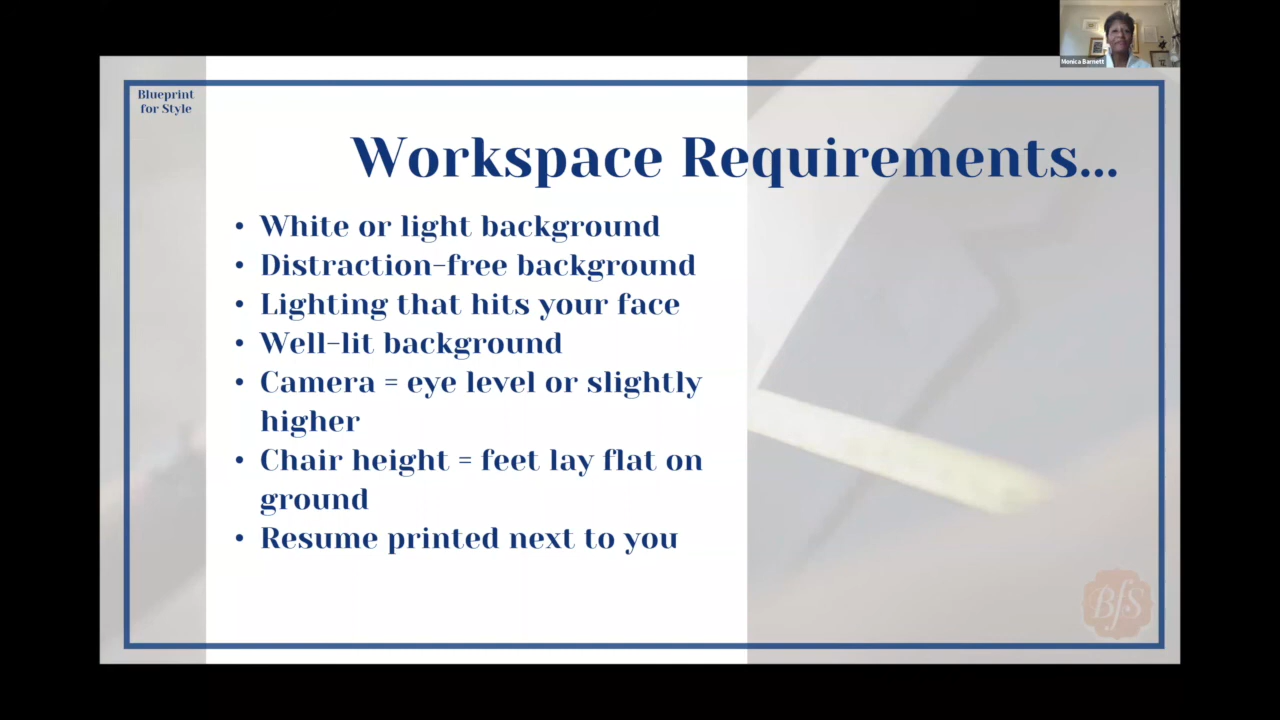 Monica Barnett
Blueprint
for Style
Workspace Requirements...
• White or light background
• Distraction-free background
• Lighting that hits your face
• Well-lit background
• Camera = eye level or slightly
higher
• Chair height = feet lay flat on
ground
• Resume printed next to you
BfS